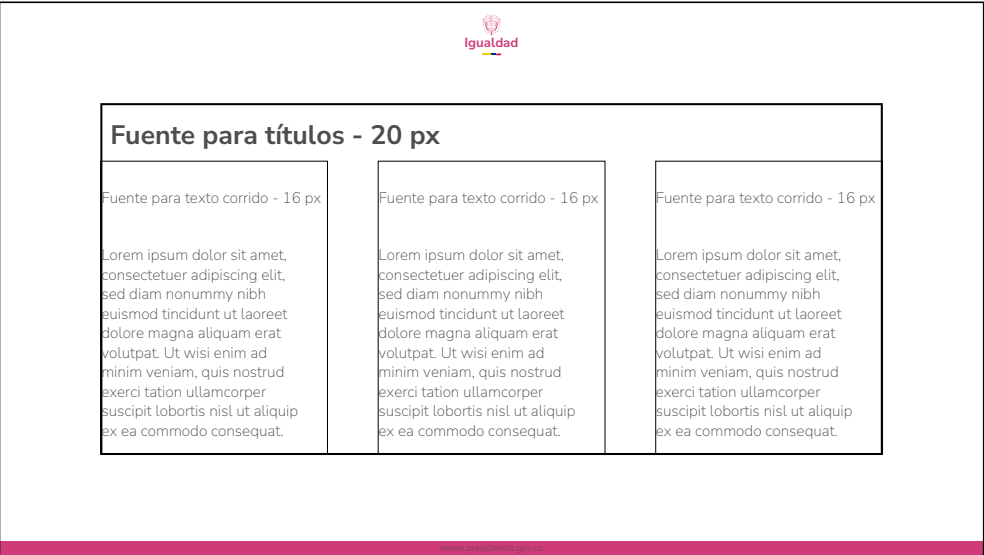 Igualdad
Fuente para títulos - 20 px
Fuente para texto corrido - 16 px
Lorem ipsum dolor sit amet,
consectetuer adipiscing elit,
sed diam nonummy nibh
euismod tincidunt ut laoreet
dolore magna aliquam erat
volutpat. Ut wisi enim ad
minim veniam, quis nostrud
exerci tation ullamcorper
suscipit lobortis nisl ut aliquip
ex ea commodo consequat.
Fuente para texto corrido - 16 px
Lorem ipsum dolor sit amet,
consectetuer adipiscing elit,
sed diam nonummy nibh
euismod tincidunt ut laoreet
dolore magna aliquam erat
volutpat. Ut wisi enim ad
minim veniam, quis nostrud
exerci tation ullamcorper
suscipit lobortis nisl ut aliquip
ex ea commodo consequat.
Fuente para texto corrido - 16 px
Lorem ipsum dolor sit amet,
consectetuer adipiscing elit,
sed diam nonummy nibh
euismod tincidunt ut laoreet
dolore magna aliquam erat
volutpat. Ut wisi enim ad
minim veniam, quis nostrud
exerci tation ullamcorper
suscipit lobortis nisl ut aliquip
ex ea commodo consequat.
www.presidencia.gov.co